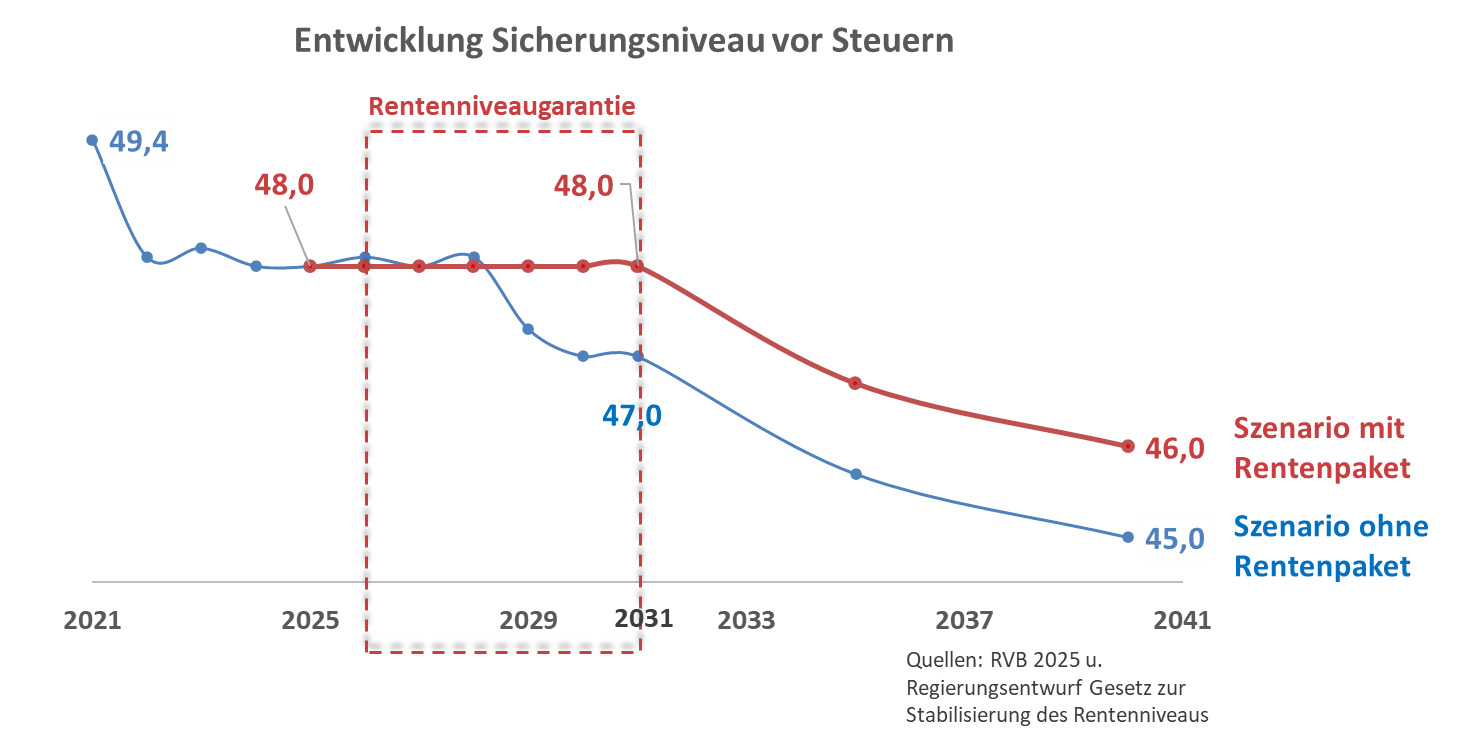 Entwicklung Sicherungsniveau vor Steuern
Rentenniveaugarantie
49,4
48,0
48,0
47,0
46,0
45,0
Szenario mit
Rentenpaket
Szenario ohne
Rentenpaket
2021
2025
2029
2031
2033
2037
2041
Quellen: RVB 2025 u.
Regierungsentwurf Gesetz zur
Stabilisierung des Rentenniveaus